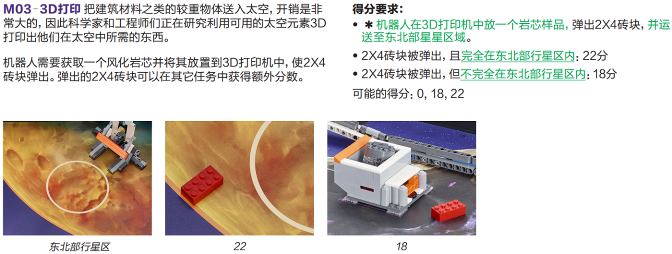 M03-3D打印 把建筑材料之类的较重物体送入太空,开销是非
常大的,因此科学家和工程师们正在研究利用可用的太空元素3D
打印出他们在太空中所需的东西。
机器人需要获取一个风化岩芯并将其放置到3D打印机中,使2X4
砖块弹出。弹出的2X4砖块可以在其它任务中获得额外分数。
得分要求:
• ✱ 机器人在3D打印机中放一个岩芯样品,弹出2X4砖块,并运
送至东北部星星区域。
• 2X4砖块被弹出,且完全在东北部行星区内:22分
• 2X4砖块被弹出,但不完全在东北部行星区内:18分
可能的得分:0, 18, 22
东北部行星区
22
18